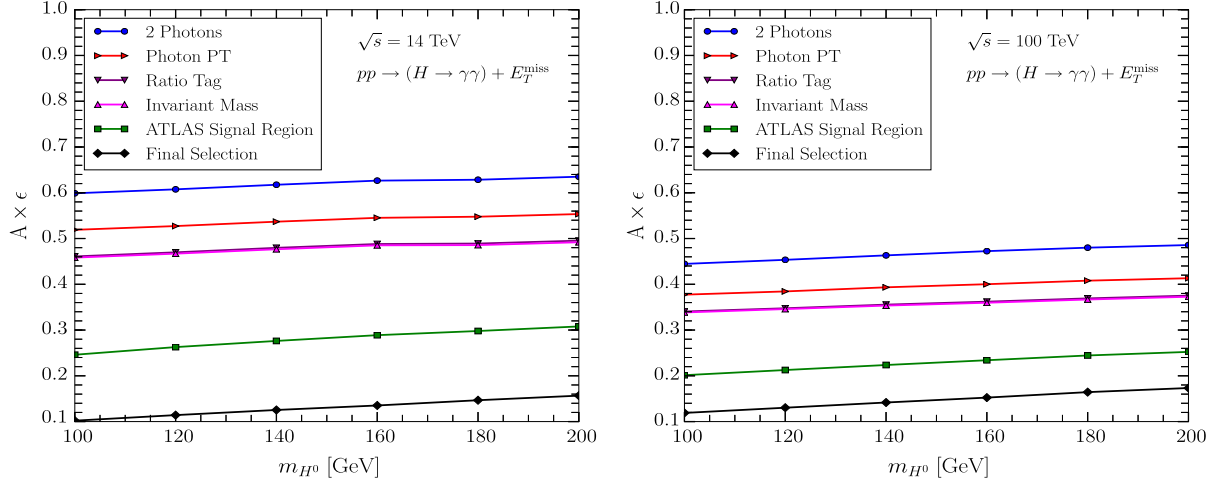 1.0
0.9
0.8
0.7
0.6
0.5
0.4
0.3
0.2
0.1
A × ϵ
2 Photons
Photon PT
Ratio Tag
Invariant Mass
ATLAS Signal Region
Final Selection
√s = 14 TeV
pp → (H → γγ) + E_T^miss
100 120 140 160 180 200
m_{H^0} [GeV]
1.0
0.9
0.8
0.7
0.6
0.5
0.4
0.3
0.2
0.1
A × ϵ
2 Photons
Photon PT
Ratio Tag
Invariant Mass
ATLAS Signal Region
Final Selection
√s = 100 TeV
pp → (H → γγ) + E_T^miss
100 120 140 160 180 200
m_{H^0} [GeV]